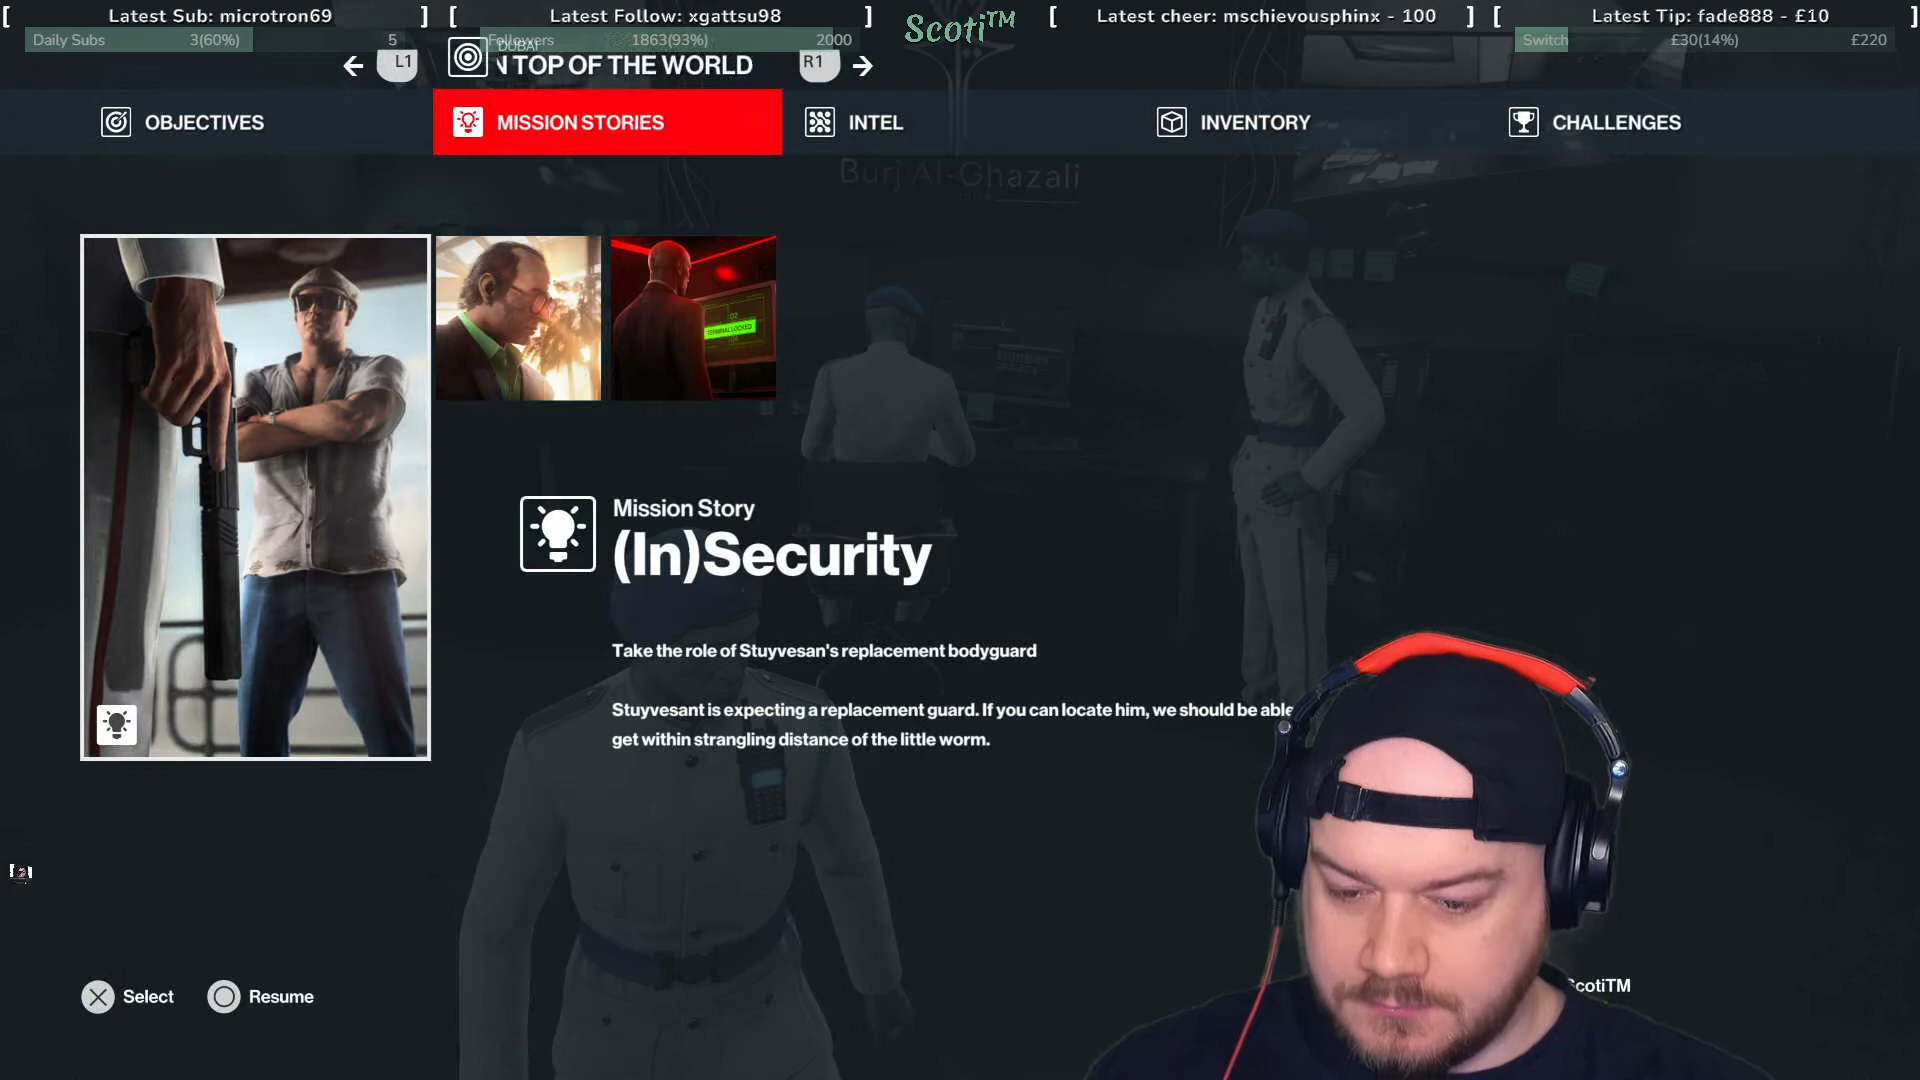 Latest Sub: microtron69
Latest Follow: xgattsu98
Scoti™
Latest cheer: mschievousphinx - 100
Latest Tip: fade888 - £10
Daily Subs 3(60%) 5
Followers 1863(93%) 2000
Switch £30(14%) £220
DUBAI
L1
N TOP OF THE WORLD
R1
OBJECTIVES
MISSION STORIES
INTEL
INVENTORY
CHALLENGES
Burj Al-Ghazali
TERMINAL LOCKED
Mission Story
(In)Security
Take the role of Stuyvesan's replacement bodyguard
Stuyvesant is expecting a replacement guard. If you can locate him, we should be able
get within strangling distance of the little worm.
Select
Resume
ScotiTM